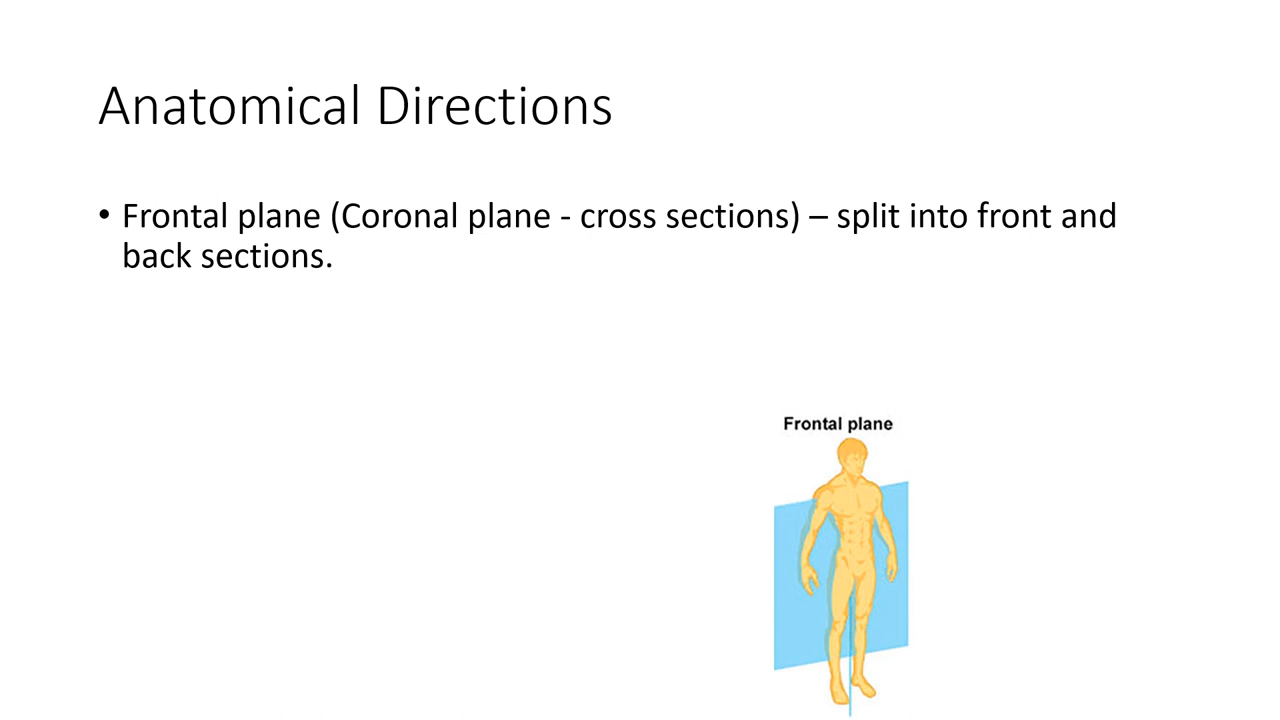 Anatomical Directions
• Frontal plane (Coronal plane - cross sections) – split into front and
back sections.
Frontal plane